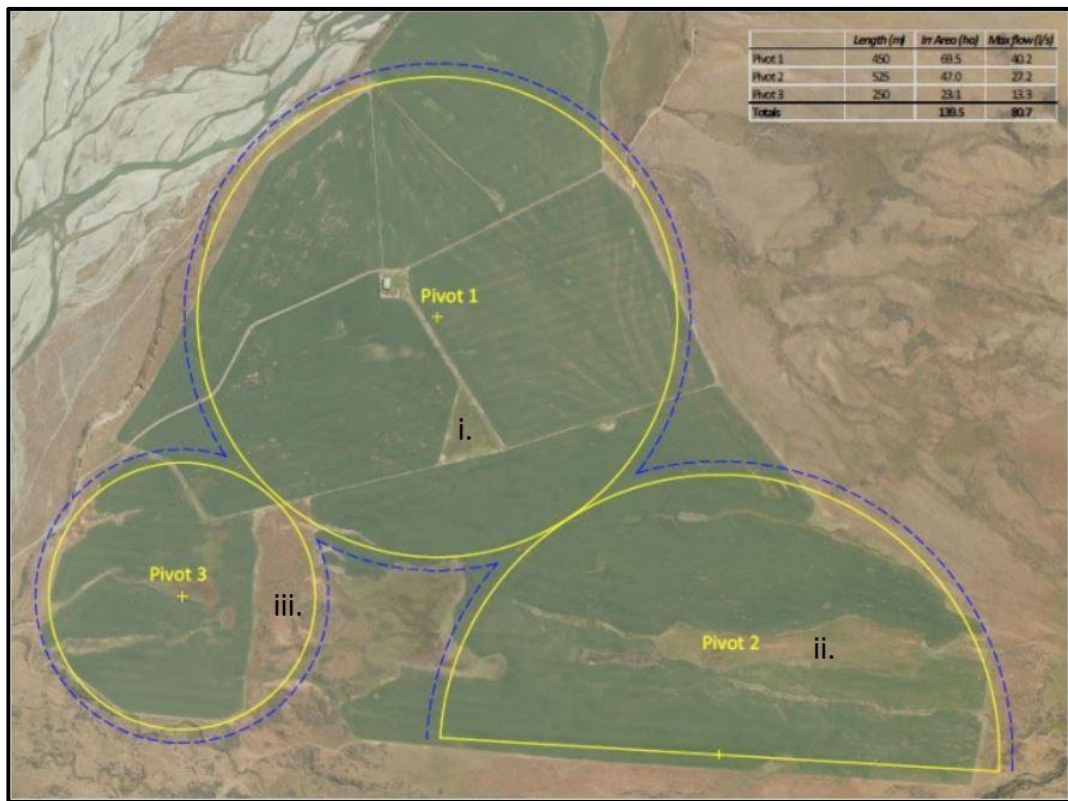 Length (m) Irr Area (ha) Max flow (l/s)
Pivot 1 450 69.5 40.2
Pivot 2 525 47.0 27.2
Pivot 3 250 23.1 13.3
Totals 139.5 80.7
Pivot 1
i.
Pivot 3
iii.
Pivot 2
ii.